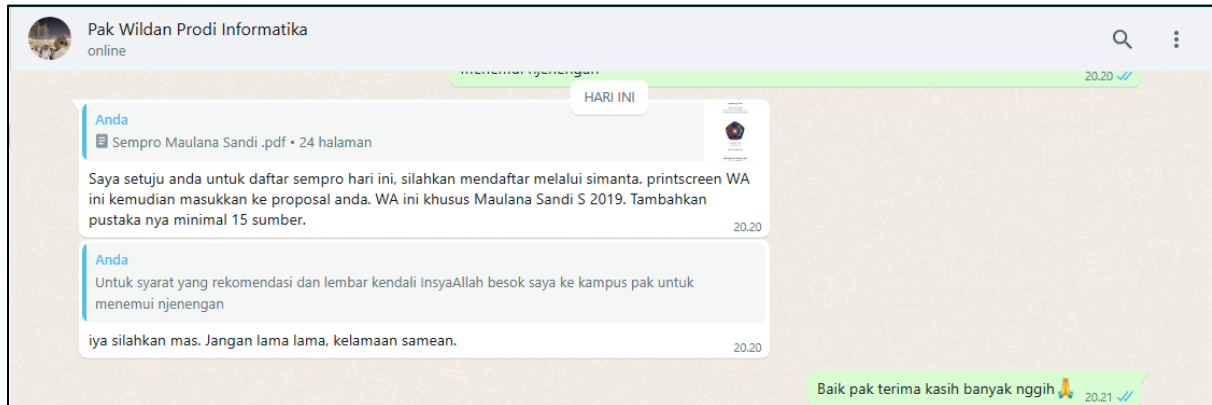 Pak Wildan Prodi Informatika
online
menemui njenengan
20.20
HARI INI
Anda
Sempro Maulana Sandi .pdf • 24 halaman
Saya setuju anda untuk daftar sempro hari ini, silahkan mendaftar melalui simanta. printscreen WA
ini kemudian masukkan ke proposal anda. WA ini khusus Maulana Sandi S 2019. Tambahkan
pustaka nya minimal 15 sumber.
20.20
Anda
Untuk syarat yang rekomendasi dan lembar kendali InsyaAllah besok saya ke kampus pak untuk
menemui njenengan
iya silahkan mas. Jangan lama lama, kelamaan samean.
20.20
Baik pak terima kasih banyak nggih🙏
20.21